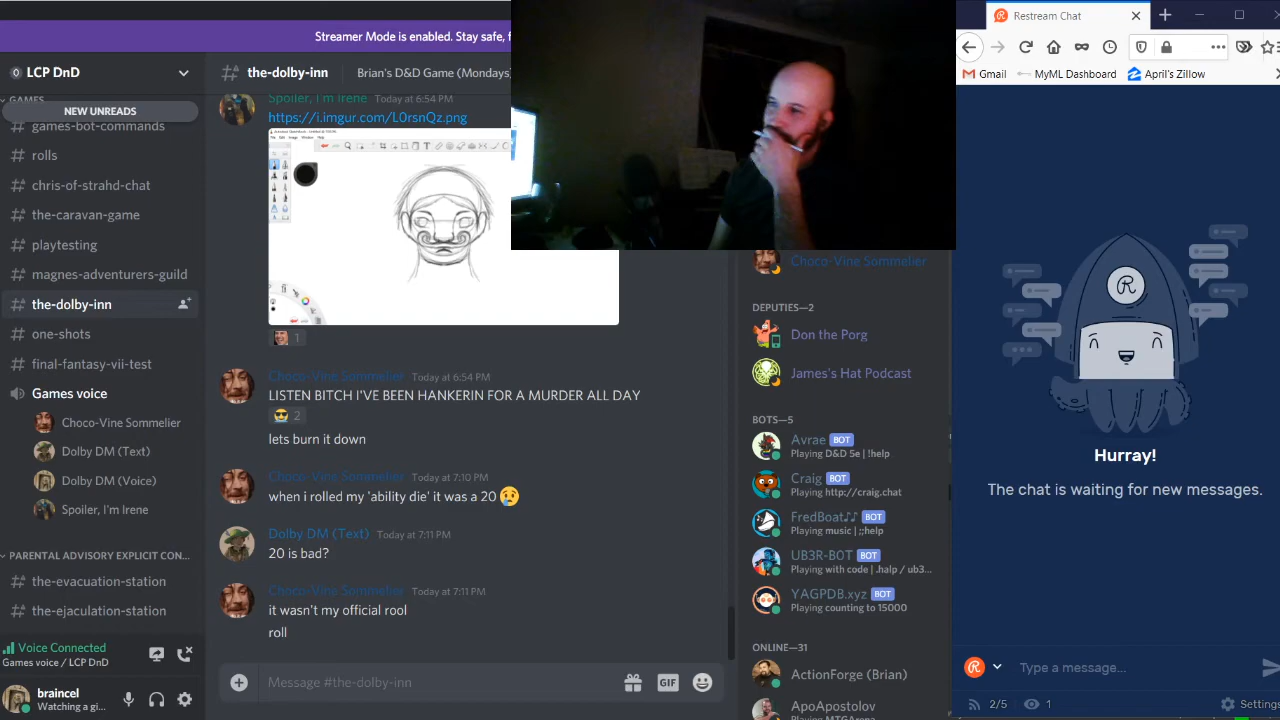 Streamer Mode is enabled. Stay safe, f
LCP DnD
GAMES
NEW UNREADS
games-bot-commands
rolls
chris-of-strahd-chat
the-caravan-game
playtesting
magnus-adventurers-guild
the-dolby-inn
one-shots
final-fantasy-vii-test
Games voice
Choco-Vine Sommelier
Dolby DM (Text)
Dolby DM (Voice)
Spoiler, I'm Irene
PARENTAL ADVISORY EXPLICIT CON...
the-evacuation-station
the-ejaculation-station
Voice Connected
Games voice / LCP DnD
braincel
Watching a gi...
the-dolby-inn
Brian's D&D Game (Mondays)
Spoiler, I'm Irene Today at 6:54 PM
https://i.imgur.com/L0rsnQz.png
1
Choco-Vine Sommelier Today at 6:54 PM
LISTEN BITCH I'VE BEEN HANKERIN FOR A MURDER ALL DAY
2
lets burn it down
Choco-Vine Sommelier Today at 7:10 PM
when i rolled my 'ability die' it was a 20 😢
Dolby DM (Text) Today at 7:11 PM
20 is bad?
Choco-Vine Sommelier Today at 7:11 PM
it wasn't my official rool
roll
Message #the-dolby-inn
GIF
Choco-Vine Sommelier
DEPUTIES—2
Don the Porg
James's Hat Podcast
BOTS—5
Avrae BOT
Playing D&D 5e | !help
Craig BOT
Playing http://craig.chat
FredBoat♪♪ BOT
Playing music | ;;help
UB3R-B0T BOT
Playing with code | .halp / ub3...
YAGPDB.xyz BOT
Playing counting to 15000
ONLINE—31
ActionForge (Brian)
ApoApostolov
Playing MTGArena
Restream Chat
Gmail
MyML Dashboard
April's Zillow
Hurray!
The chat is waiting for new messages.
Type a message...
2/5
1
Settings